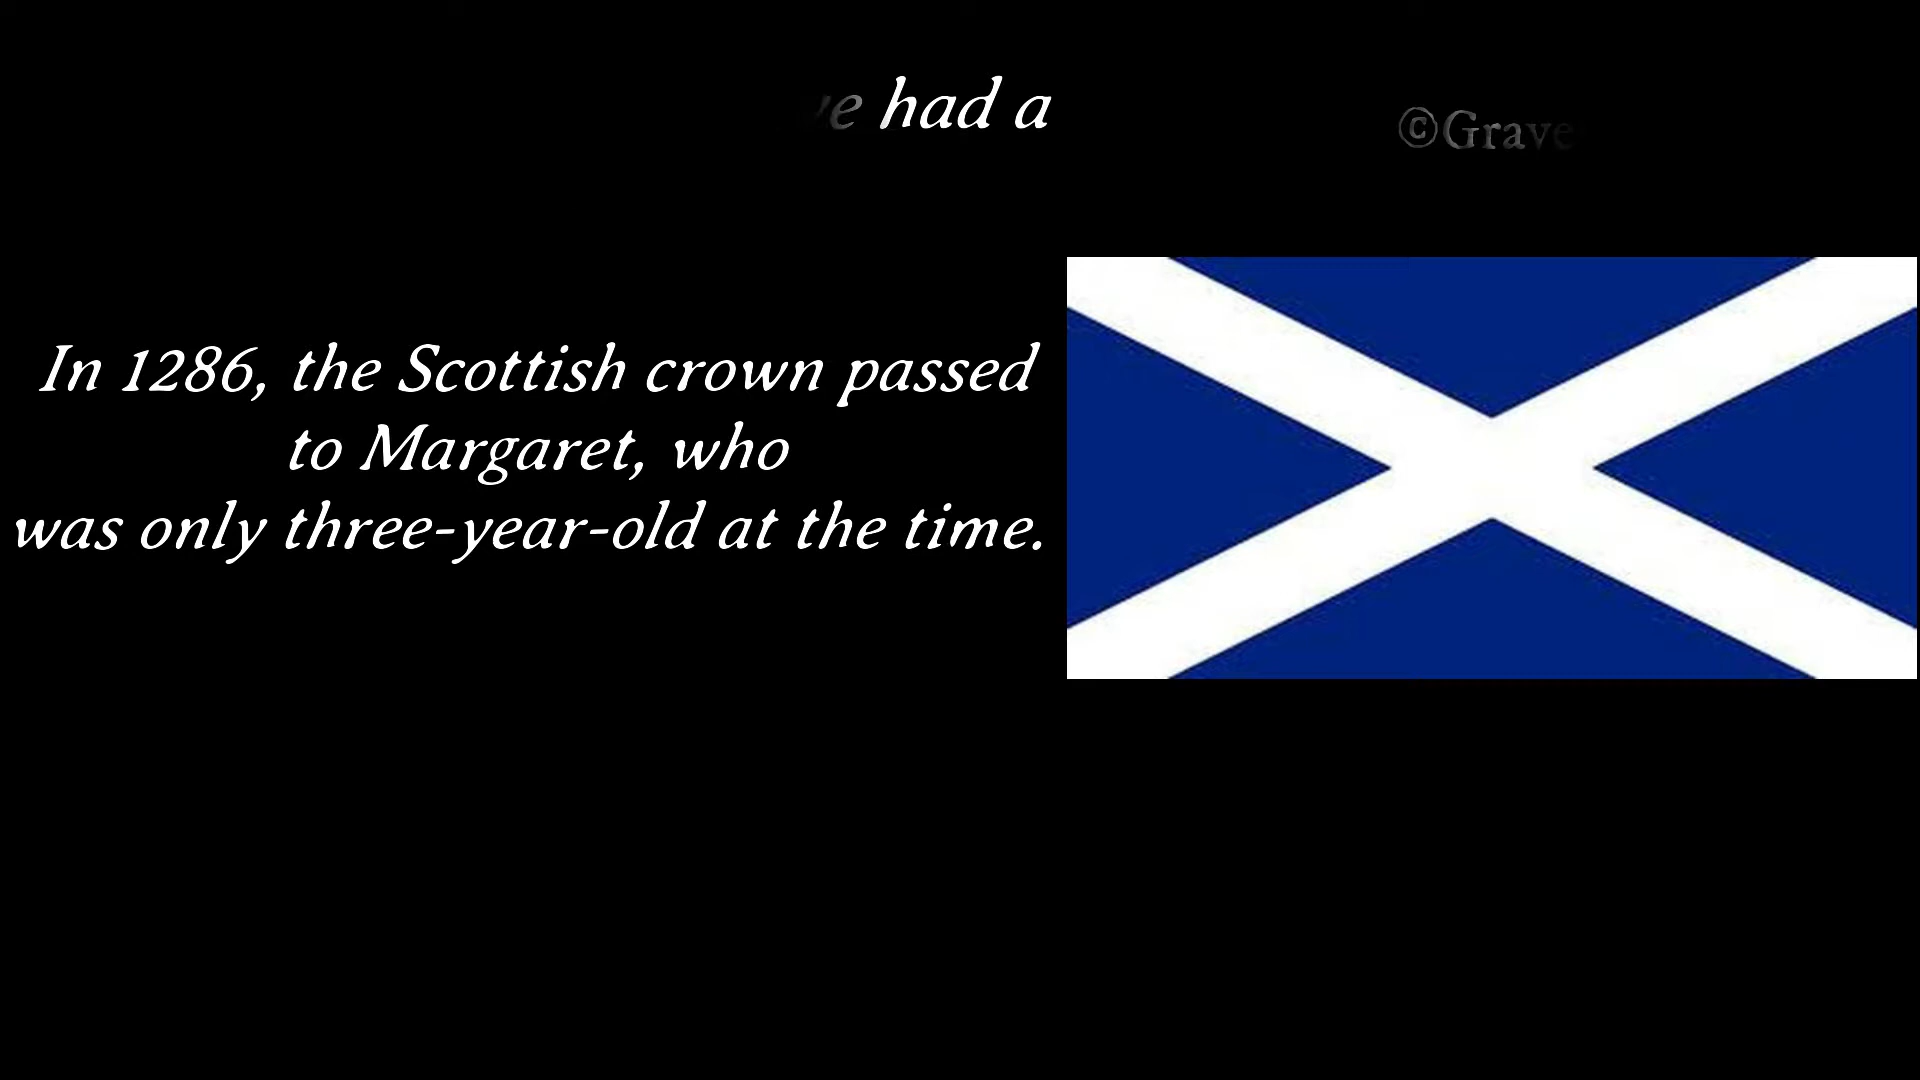 had a
©Grave
In 1286, the Scottish crown passed
to Margaret, who
was only three-year-old at the time.